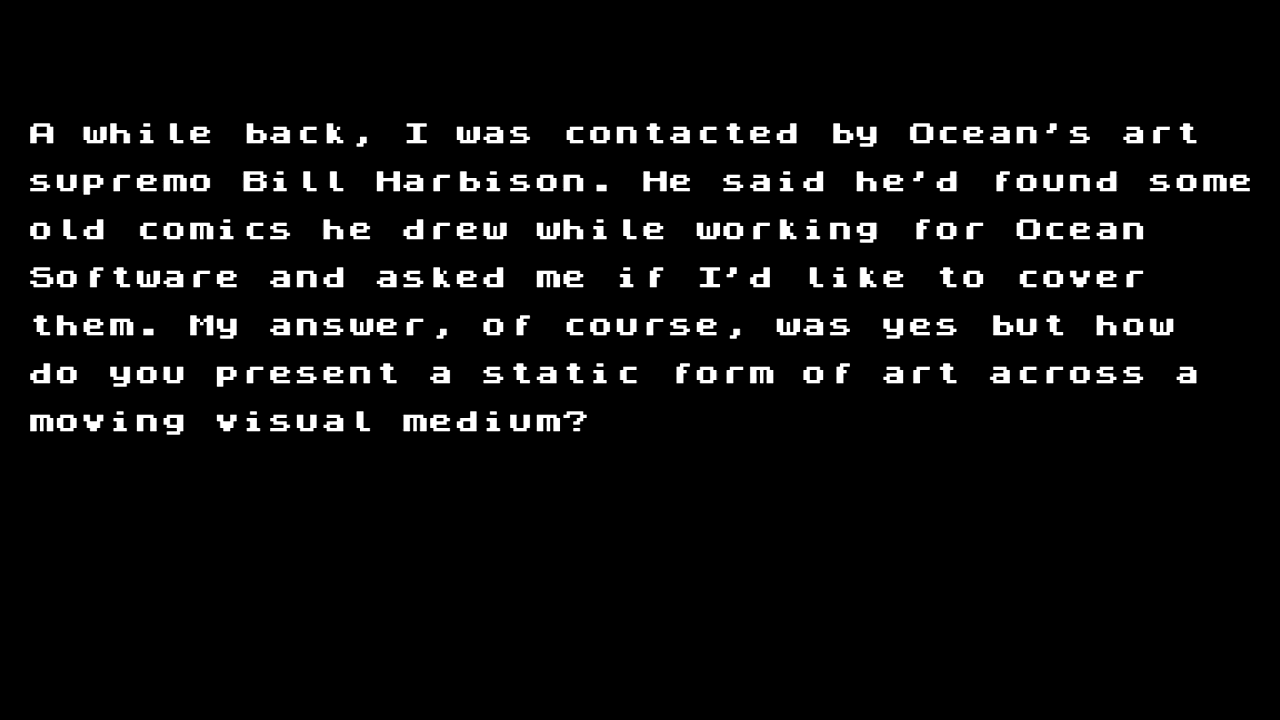 A while back, I was contacted by Ocean's art
supremo Bill Harbison. He said he'd found some
old comics he drew while working for Ocean
Software and asked me if I'd like to cover
them. My answer, of course, was yes but how
do you present a static form of art across a
moving visual medium?